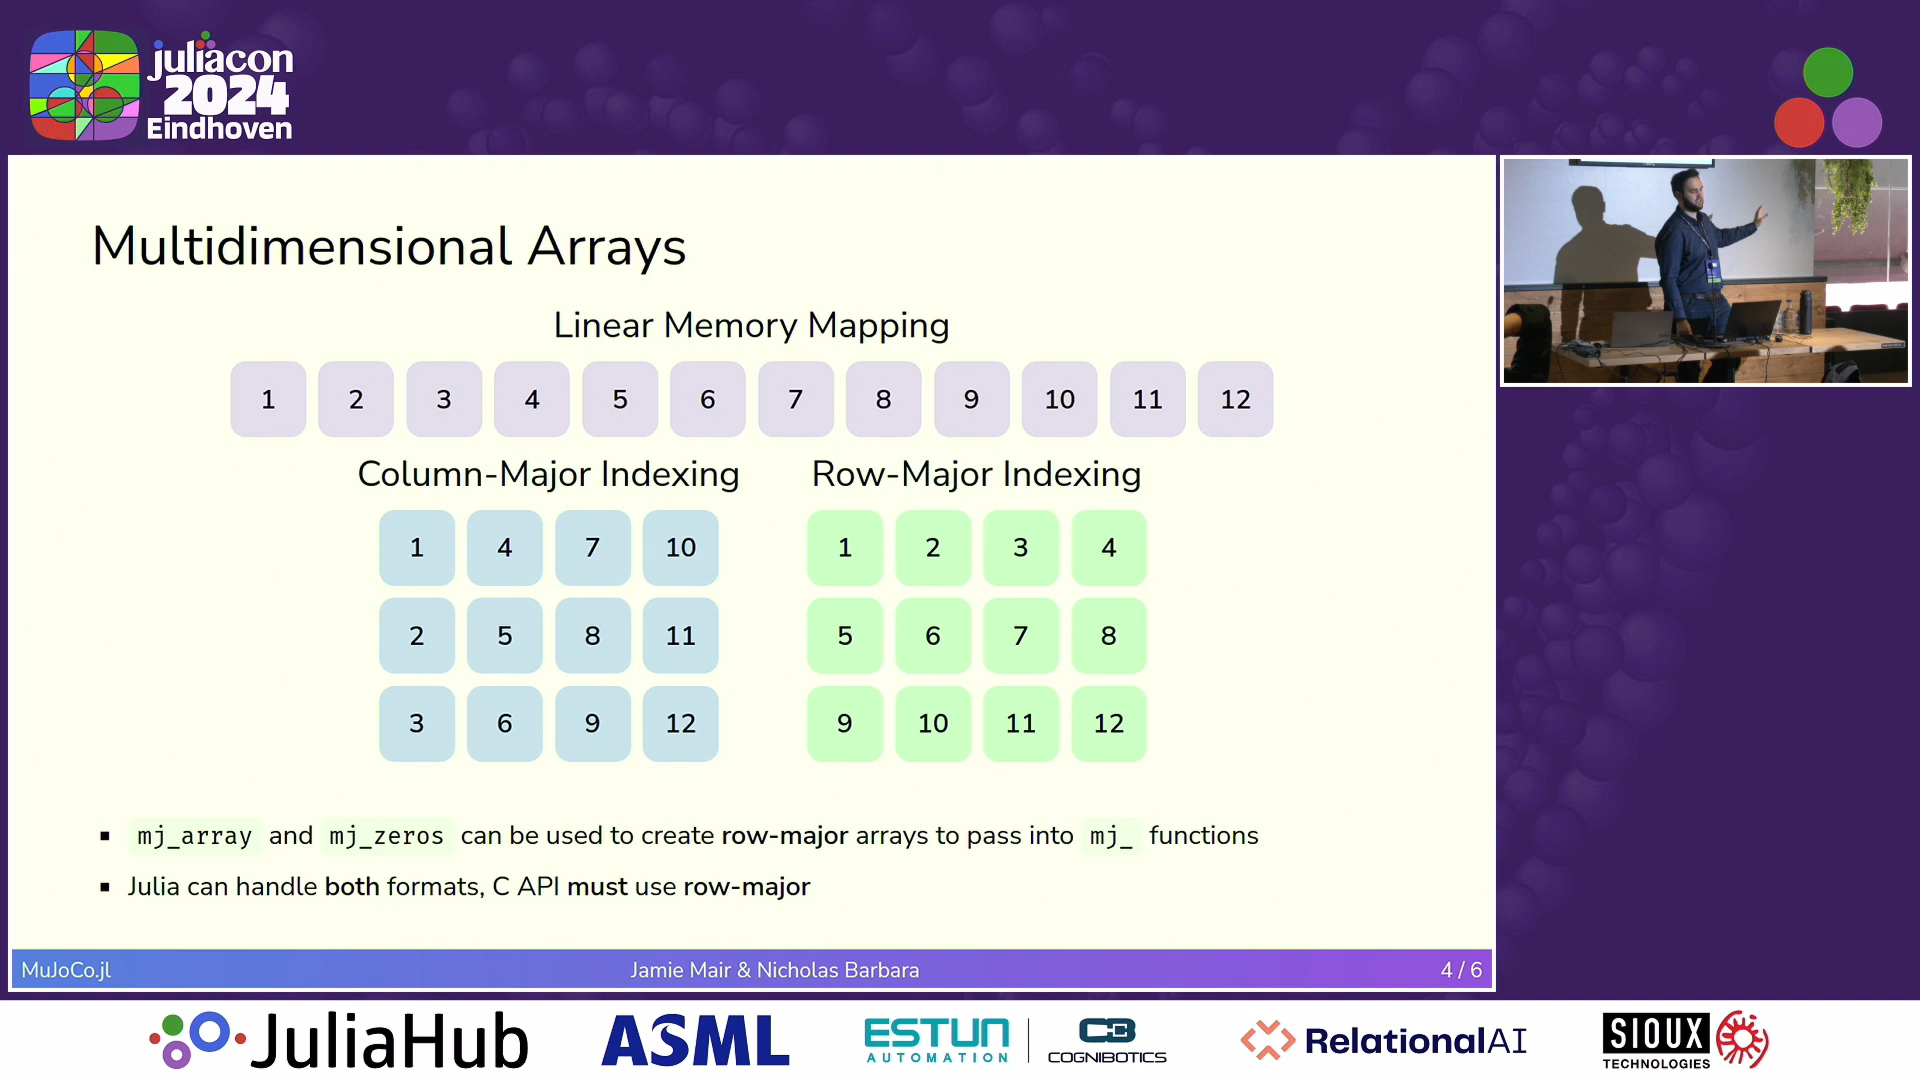 juliacon
2024
Eindhoven
Multidimensional Arrays
Linear Memory Mapping
1 2 3 4 5 6 7 8 9 10 11 12
Column-Major Indexing
1 4 7 10
2 5 8 11
3 6 9 12
Row-Major Indexing
1 2 3 4
5 6 7 8
9 10 11 12
▪ mj_array and mj_zeros can be used to create row-major arrays to pass into mj_ functions
▪ Julia can handle both formats, C API must use row-major
MuJoCo.jl Jamie Mair & Nicholas Barbara 4 / 6
JuliaHub
ASML
ESTUN
AUTOMATION
COGNIBOTICS
RelationalAI
SIOUX
TECHNOLOGIES